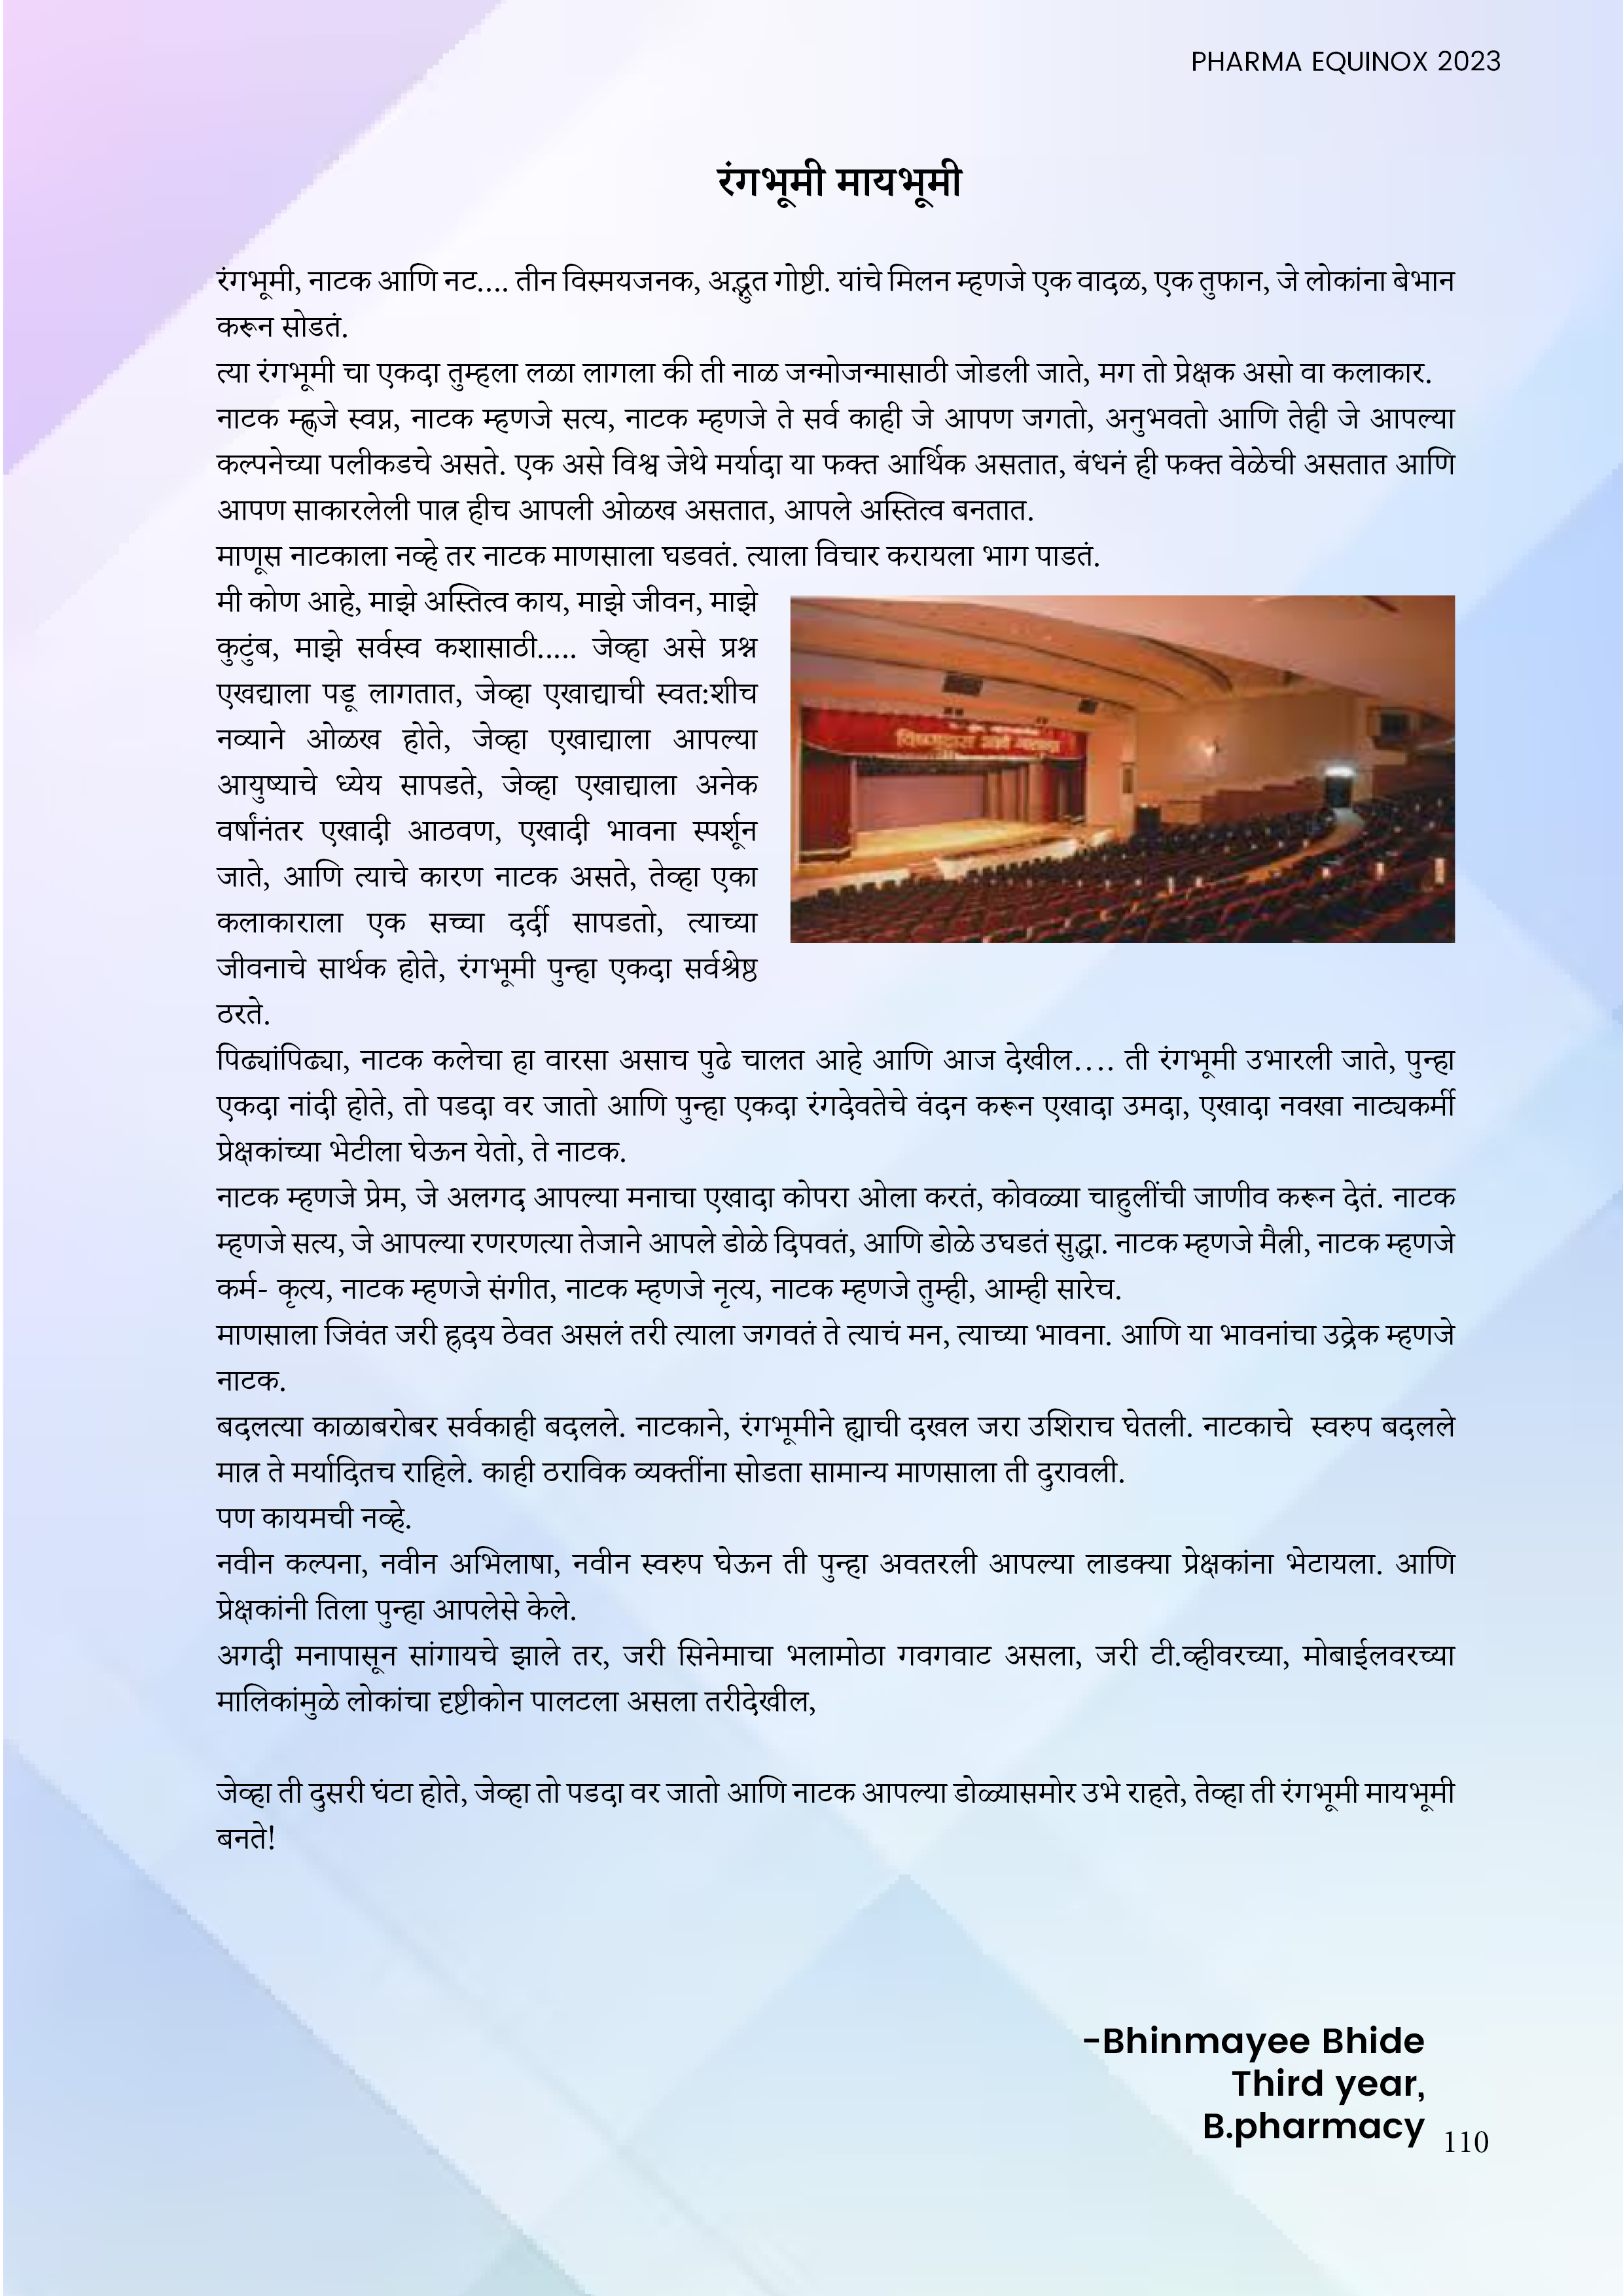 PHARMA EQUINOX 2023
रंगभूमी मायभूमी
रंगभूमी, नाटक आणि नट.... तीन विस्मयजनक, अद्भुत गोष्टी. यांचे मिलन म्हणजे एक वादळ, एक तुफान, जे लोकांना बेभान
करून सोडतं.
त्या रंगभूमी चा एकदा तुम्हला लळा लागला की ती नाळ जन्मोजन्मासाठी जोडली जाते, मग तो प्रेक्षक असो वा कलाकार.
नाटक म्ह्णजे स्वप्न, नाटक म्हणजे सत्य, नाटक म्हणजे ते सर्व काही जे आपण जगतो, अनुभवतो आणि तेही जे आपल्या
कल्पनेच्या पलीकडचे असते. एक असे विश्व जेथे मर्यादा या फक्त आर्थिक असतात, बंधनं ही फक्त वेळेची असतात आणि
आपण साकारलेली पात्र हीच आपली ओळख असतात, आपले अस्तित्व बनतात.
माणूस नाटकाला नव्हे तर नाटक माणसाला घडवतं. त्याला विचार करायला भाग पाडतं.
मी कोण आहे, माझे अस्तित्व काय, माझे जीवन, माझे
कुटुंब, माझे सर्वस्व कशासाठी..... जेव्हा असे प्रश्न
एखद्याला पडू लागतात, जेव्हा एखाद्याची स्वत:शीच
नव्याने ओळख होते, जेव्हा एखाद्याला आपल्या
आयुष्याचे ध्येय सापडते, जेव्हा एखाद्याला अनेक
वर्षांनंतर एखादी आठवण, एखादी भावना स्पर्शून
जाते, आणि त्याचे कारण नाटक असते, तेव्हा एका
कलाकाराला एक सच्चा दर्दी सापडतो, त्याच्या
जीवनाचे सार्थक होते, रंगभूमी पुन्हा एकदा सर्वश्रेष्ठ
ठरते.
पिढ्यांपिढ्या, नाटक कलेचा हा वारसा असाच पुढे चालत आहे आणि आज देखील.... ती रंगभूमी उभारली जाते, पुन्हा
एकदा नांदी होते, तो पडदा वर जातो आणि पुन्हा एकदा रंगदेवतेचे वंदन करून एखादा उमदा, एखादा नवखा नाट्यकर्मी
प्रेक्षकांच्या भेटीला घेऊन येतो, ते नाटक.
नाटक म्हणजे प्रेम, जे अलगद आपल्या मनाचा एखादा कोपरा ओला करतं, कोवळ्या चाहुलींची जाणीव करून देतं. नाटक
म्हणजे सत्य, जे आपल्या रणरणत्या तेजाने आपले डोळे दिपवतं, आणि डोळे उघडतं सुद्धा. नाटक म्हणजे मैत्री, नाटक म्हणजे
कर्म- कृत्य, नाटक म्हणजे संगीत, नाटक म्हणजे नृत्य, नाटक म्हणजे तुम्ही, आम्ही सारेच.
माणसाला जिवंत जरी ह्रदय ठेवत असलं तरी त्याला जगवतं ते त्याचं मन, त्याच्या भावना. आणि या भावनांचा उद्रेक म्हणजे
नाटक.
बदलत्या काळाबरोबर सर्वकाही बदलले. नाटकाने, रंगभूमीने ह्याची दखल जरा उशिराच घेतली. नाटकाचे स्वरुप बदलले
मात्र ते मर्यादितच राहिले. काही ठराविक व्यक्तींना सोडता सामान्य माणसाला ती दुरावली.
पण कायमची नव्हे.
नवीन कल्पना, नवीन अभिलाषा, नवीन स्वरुप घेऊन ती पुन्हा अवतरली आपल्या लाडक्या प्रेक्षकांना भेटायला. आणि
प्रेक्षकांनी तिला पुन्हा आपलेसे केले.
अगदी मनापासून सांगायचे झाले तर, जरी सिनेमाचा भलामोठा गवगवाट असला, जरी टी.व्हीवरच्या, मोबाईलवरच्या
मालिकांमुळे लोकांचा दृष्टीकोन पालटला असला तरीदेखील,
जेव्हा ती दुसरी घंटा होते, जेव्हा तो पडदा वर जातो आणि नाटक आपल्या डोळ्यासमोर उभे राहते, तेव्हा ती रंगभूमी मायभूमी
बनते!
-Bhinmayee Bhide
Third year,
B.pharmacy
110